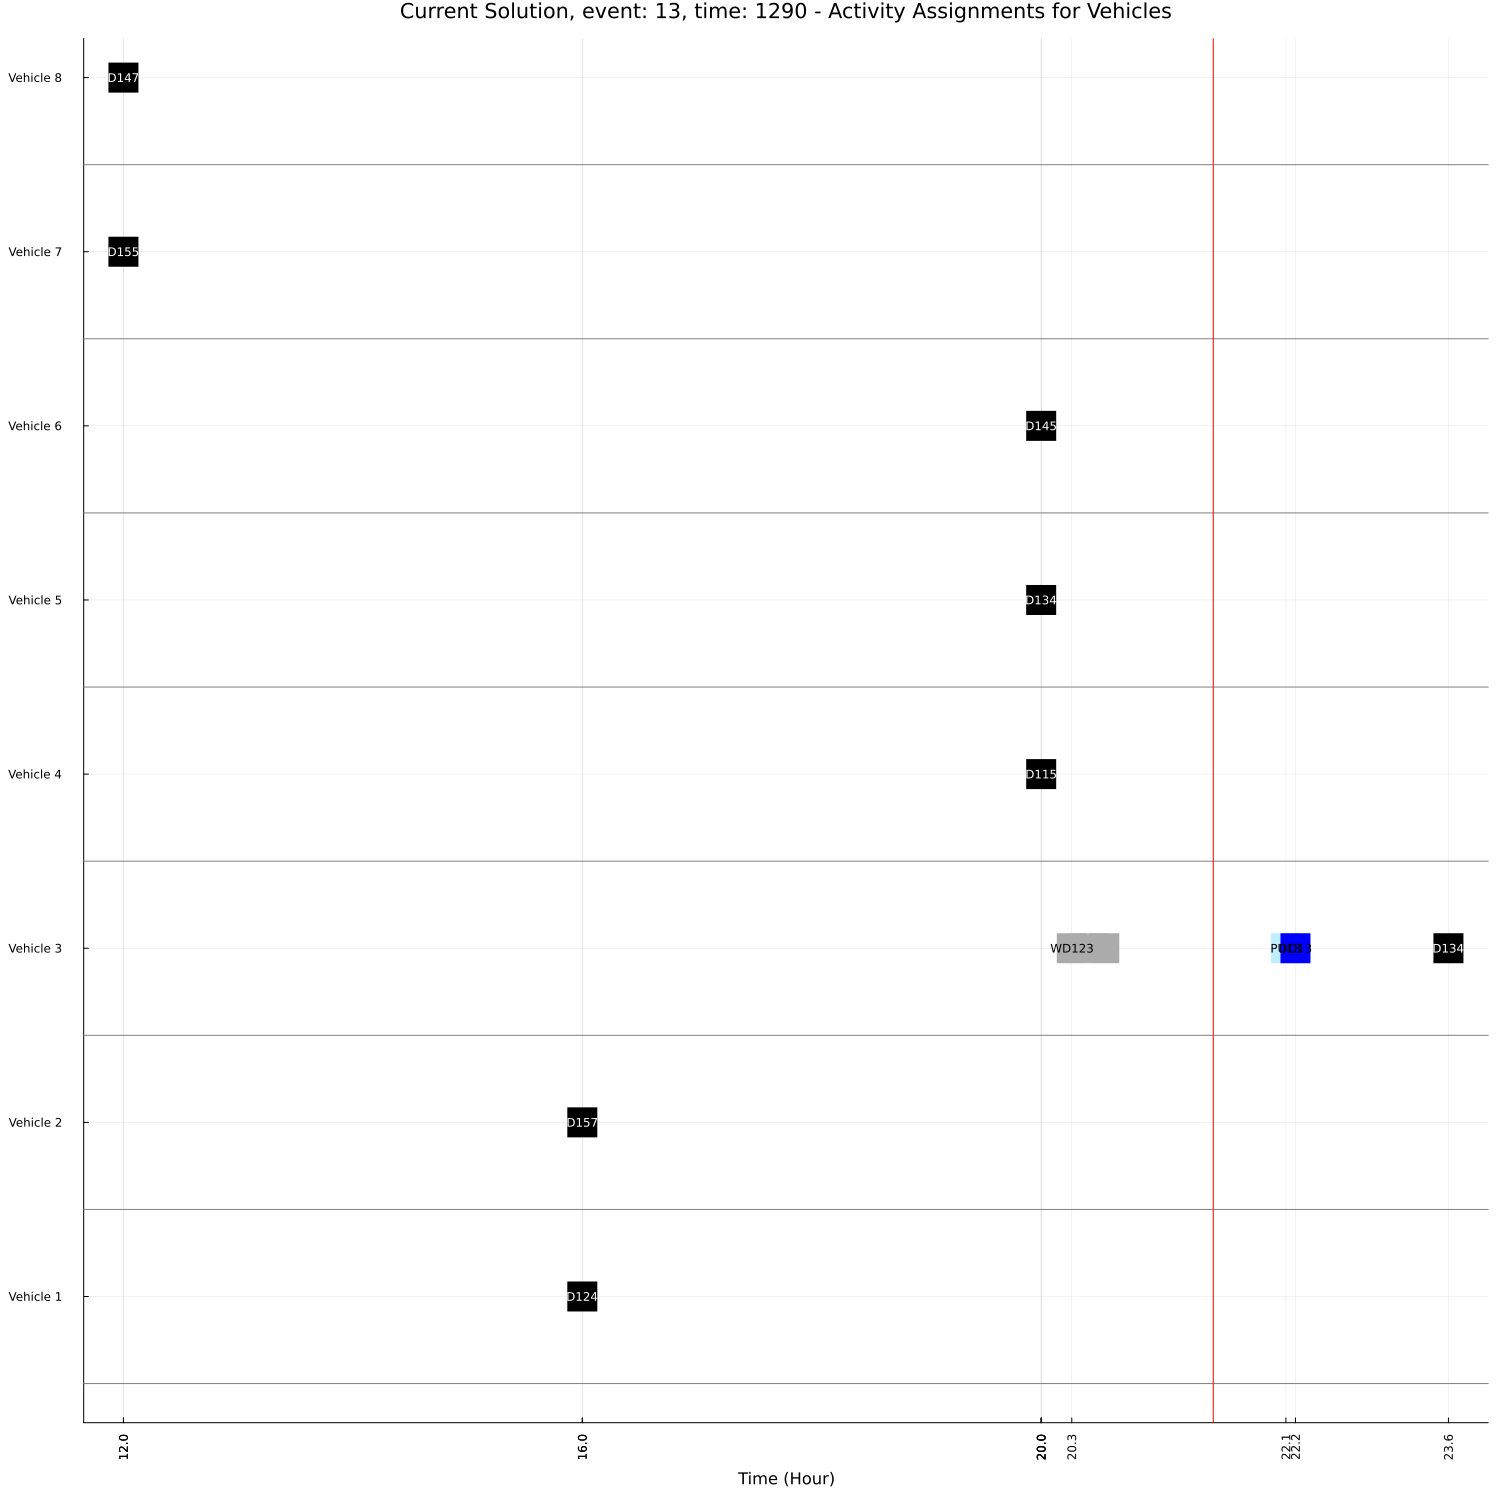 Current Solution, event: 13, time: 1290 - Activity Assignments for Vehicles
Vehicle 8
D147
Vehicle 7
D155
Vehicle 6
D145
Vehicle 5
D134
Vehicle 4
D115
Vehicle 3
WD123
D134
Vehicle 2
D157
Vehicle 1
D124
12.0
16.0
20.0
20.3
22.1
22.2
23.6
Time (Hour)